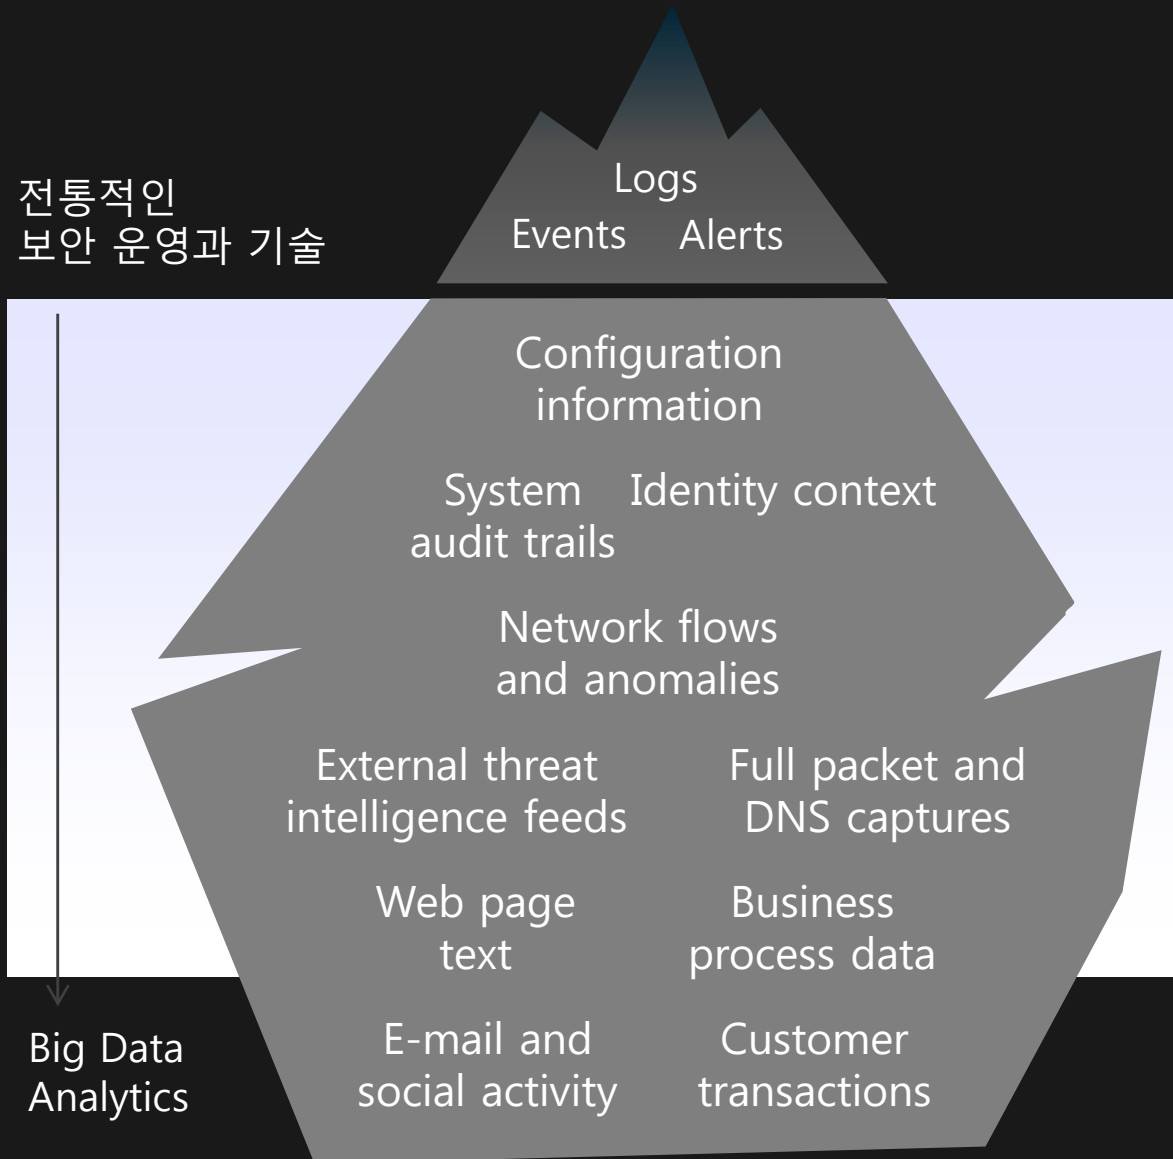 전통적인
보안 운영과 기술
Logs
Events Alerts
Configuration
information
System Identity context
audit trails
Network flows
and anomalies
External threat
intelligence feeds
Full packet and
DNS captures
Web page
text
Business
process data
E-mail and
social activity
Customer
transactions
Big Data
Analytics